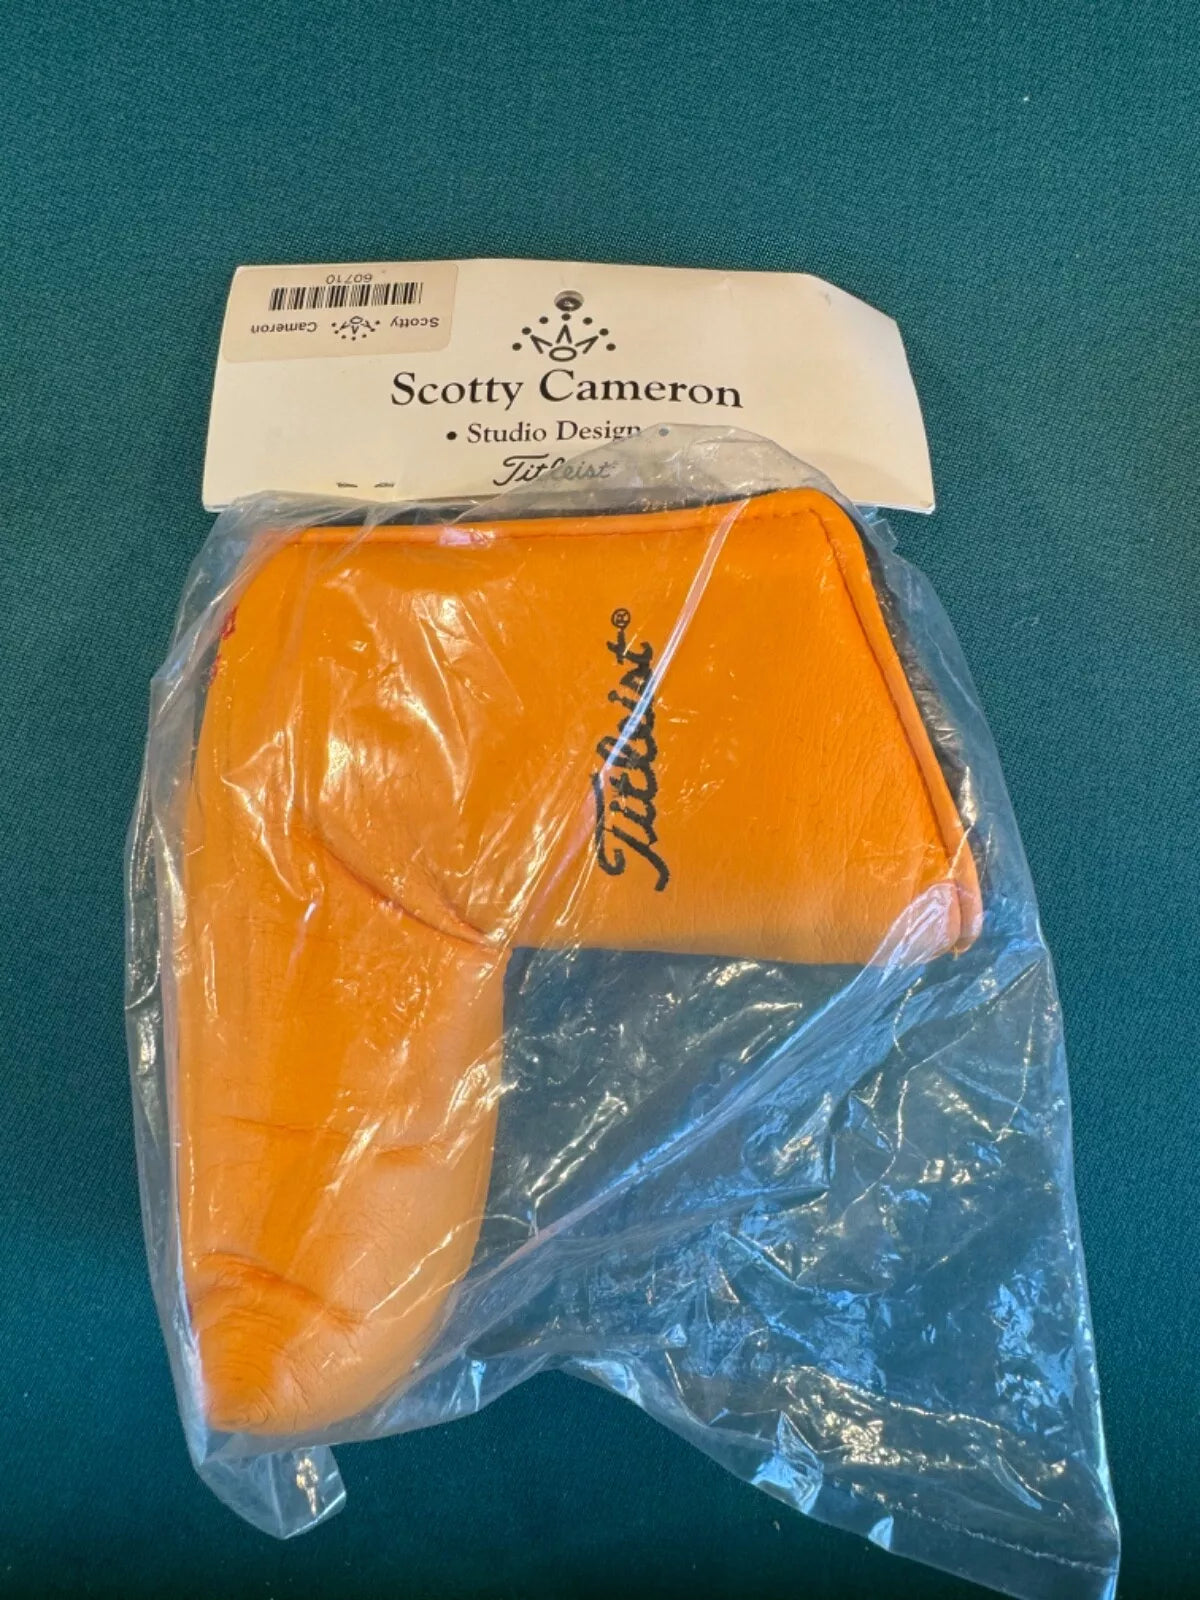 60710
Scotty Cameron
Scotty Cameron
• Studio Design •
Titleist
Titleist®